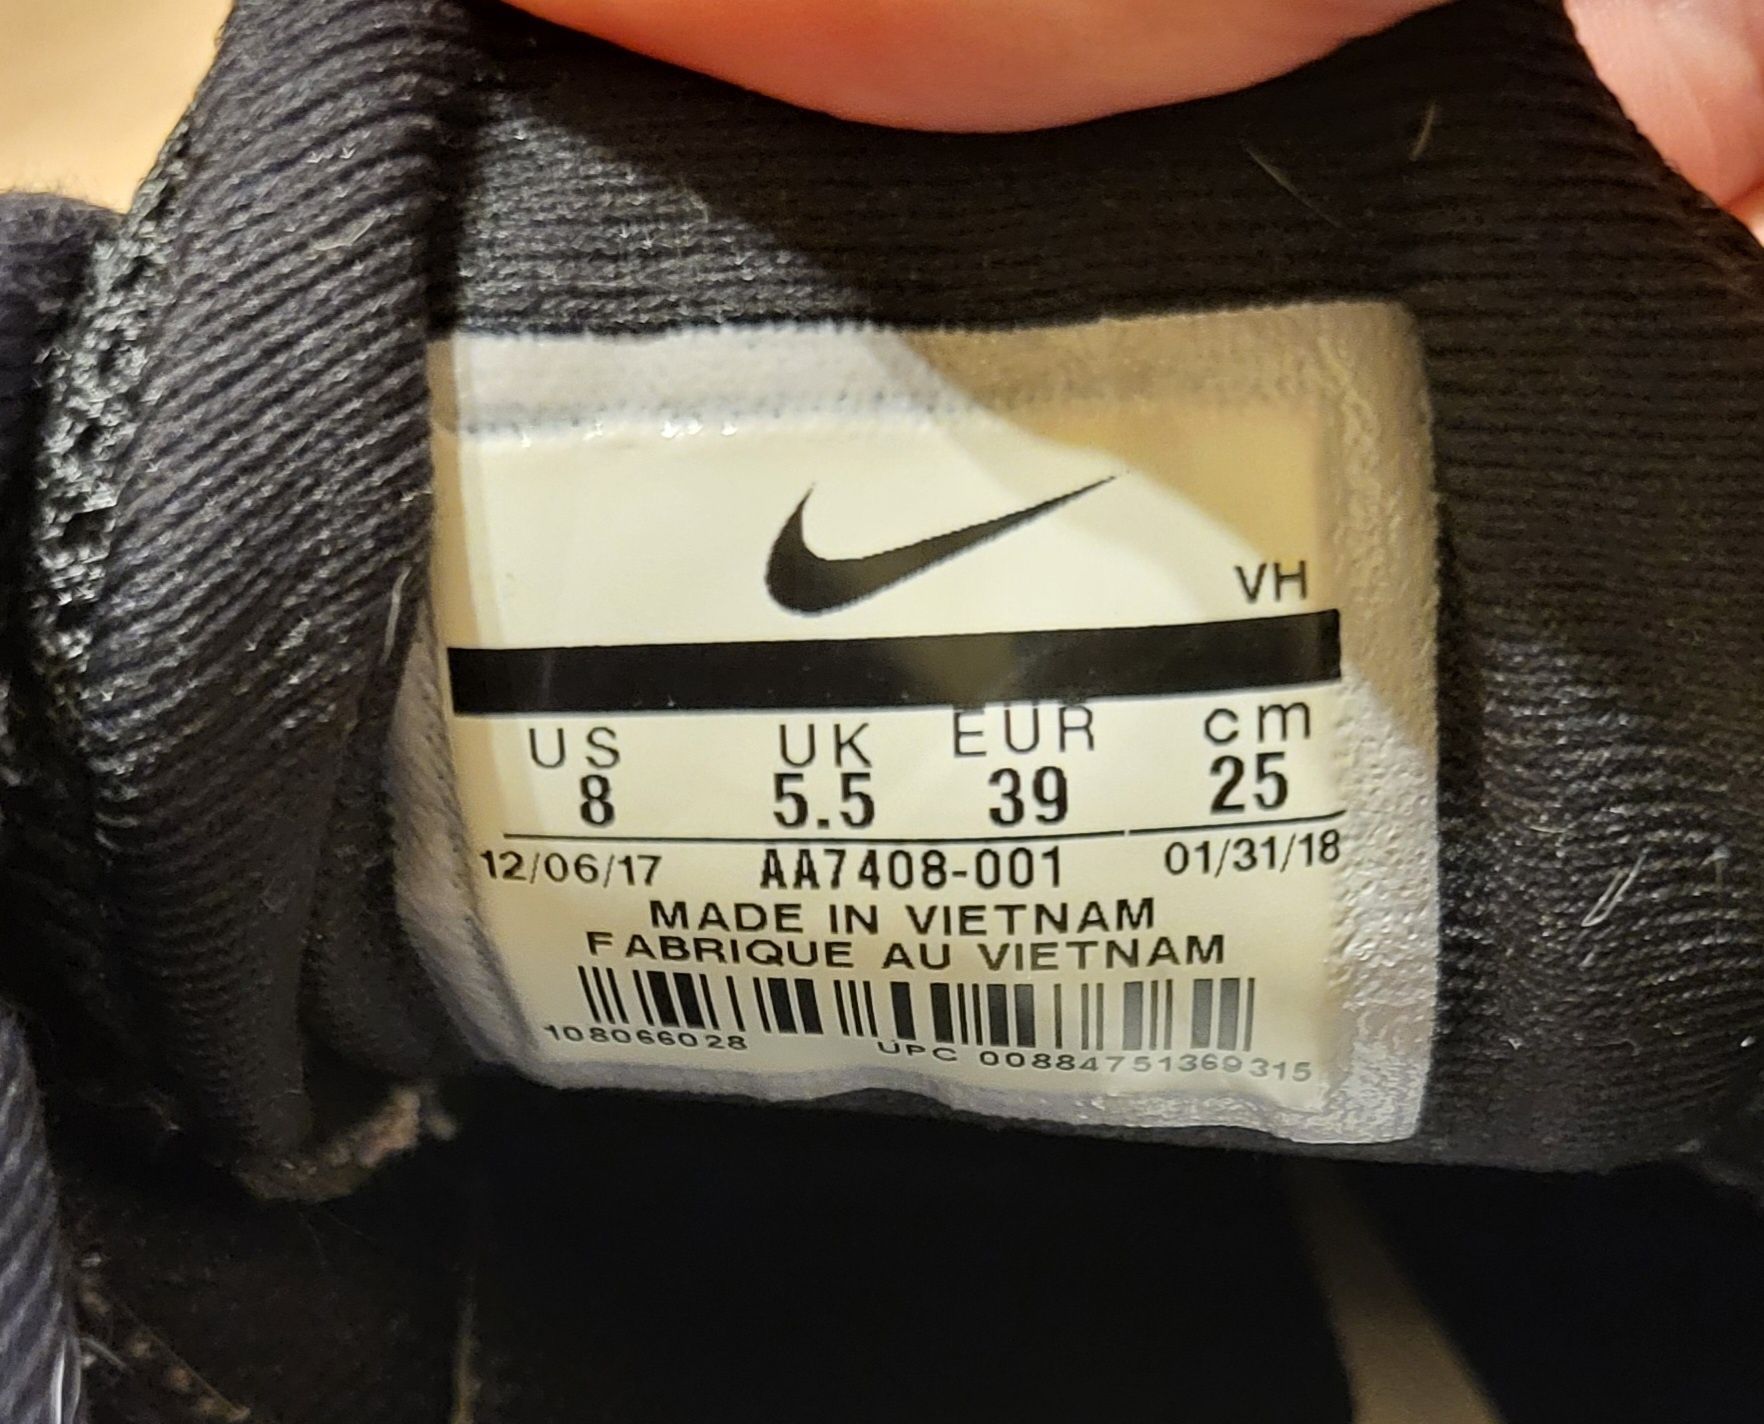 VH
US UK EUR cm
8 5.5 39 25
12/06/17 AA7408-001 01/31/18
MADE IN VIETNAM
FABRIQUE AU VIETNAM
108066028 UPC 00884751369315